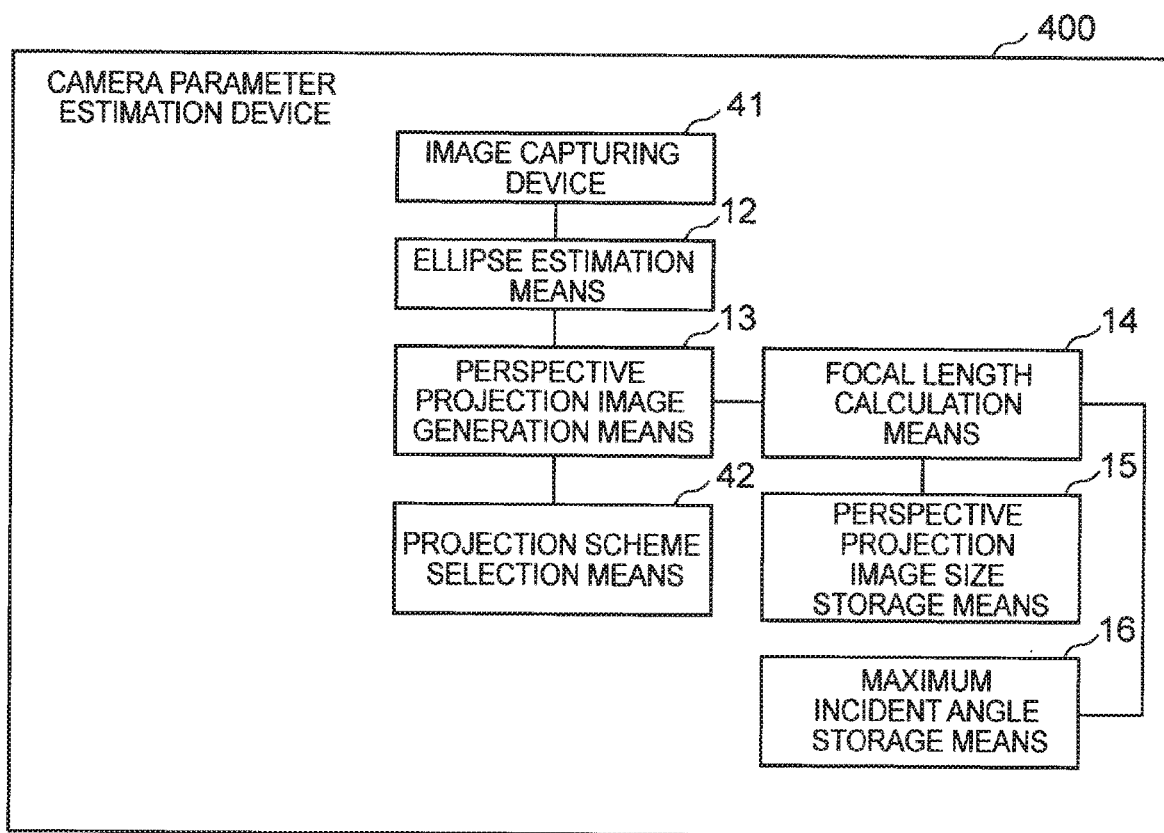 400
CAMERA PARAMETER
ESTIMATION DEVICE
41
IMAGE CAPTURING
DEVICE
12
ELLIPSE ESTIMATION
MEANS
13
PERSPECTIVE
PROJECTION IMAGE
GENERATION MEANS
14
FOCAL LENGTH
CALCULATION
MEANS
42
PROJECTION SCHEME
SELECTION MEANS
15
PERSPECTIVE
PROJECTION
IMAGE SIZE
STORAGE MEANS
16
MAXIMUM
INCIDENT ANGLE
STORAGE MEANS